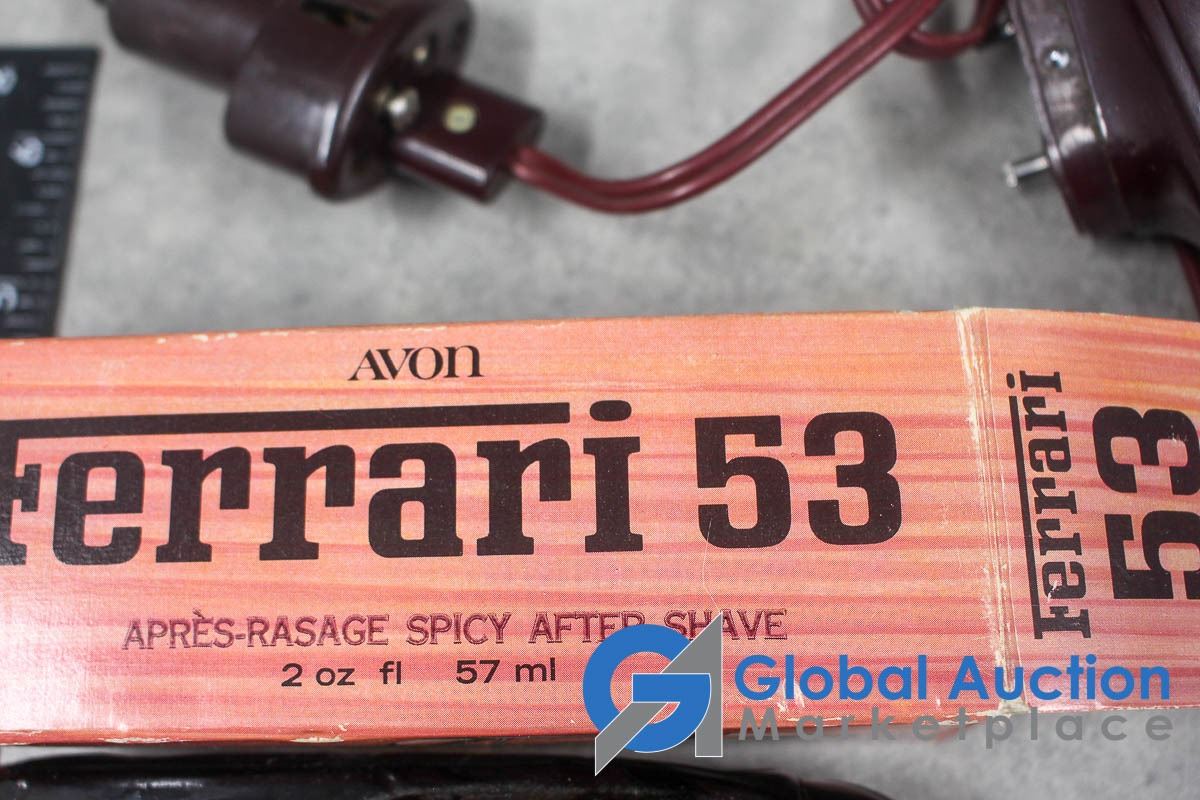 AVON
Ferrari 53
APRÈS-RASAGE SPICY AFTER SHAVE
2 oz fl 57 ml
Ferrari
53
Global Auction
Marketplace